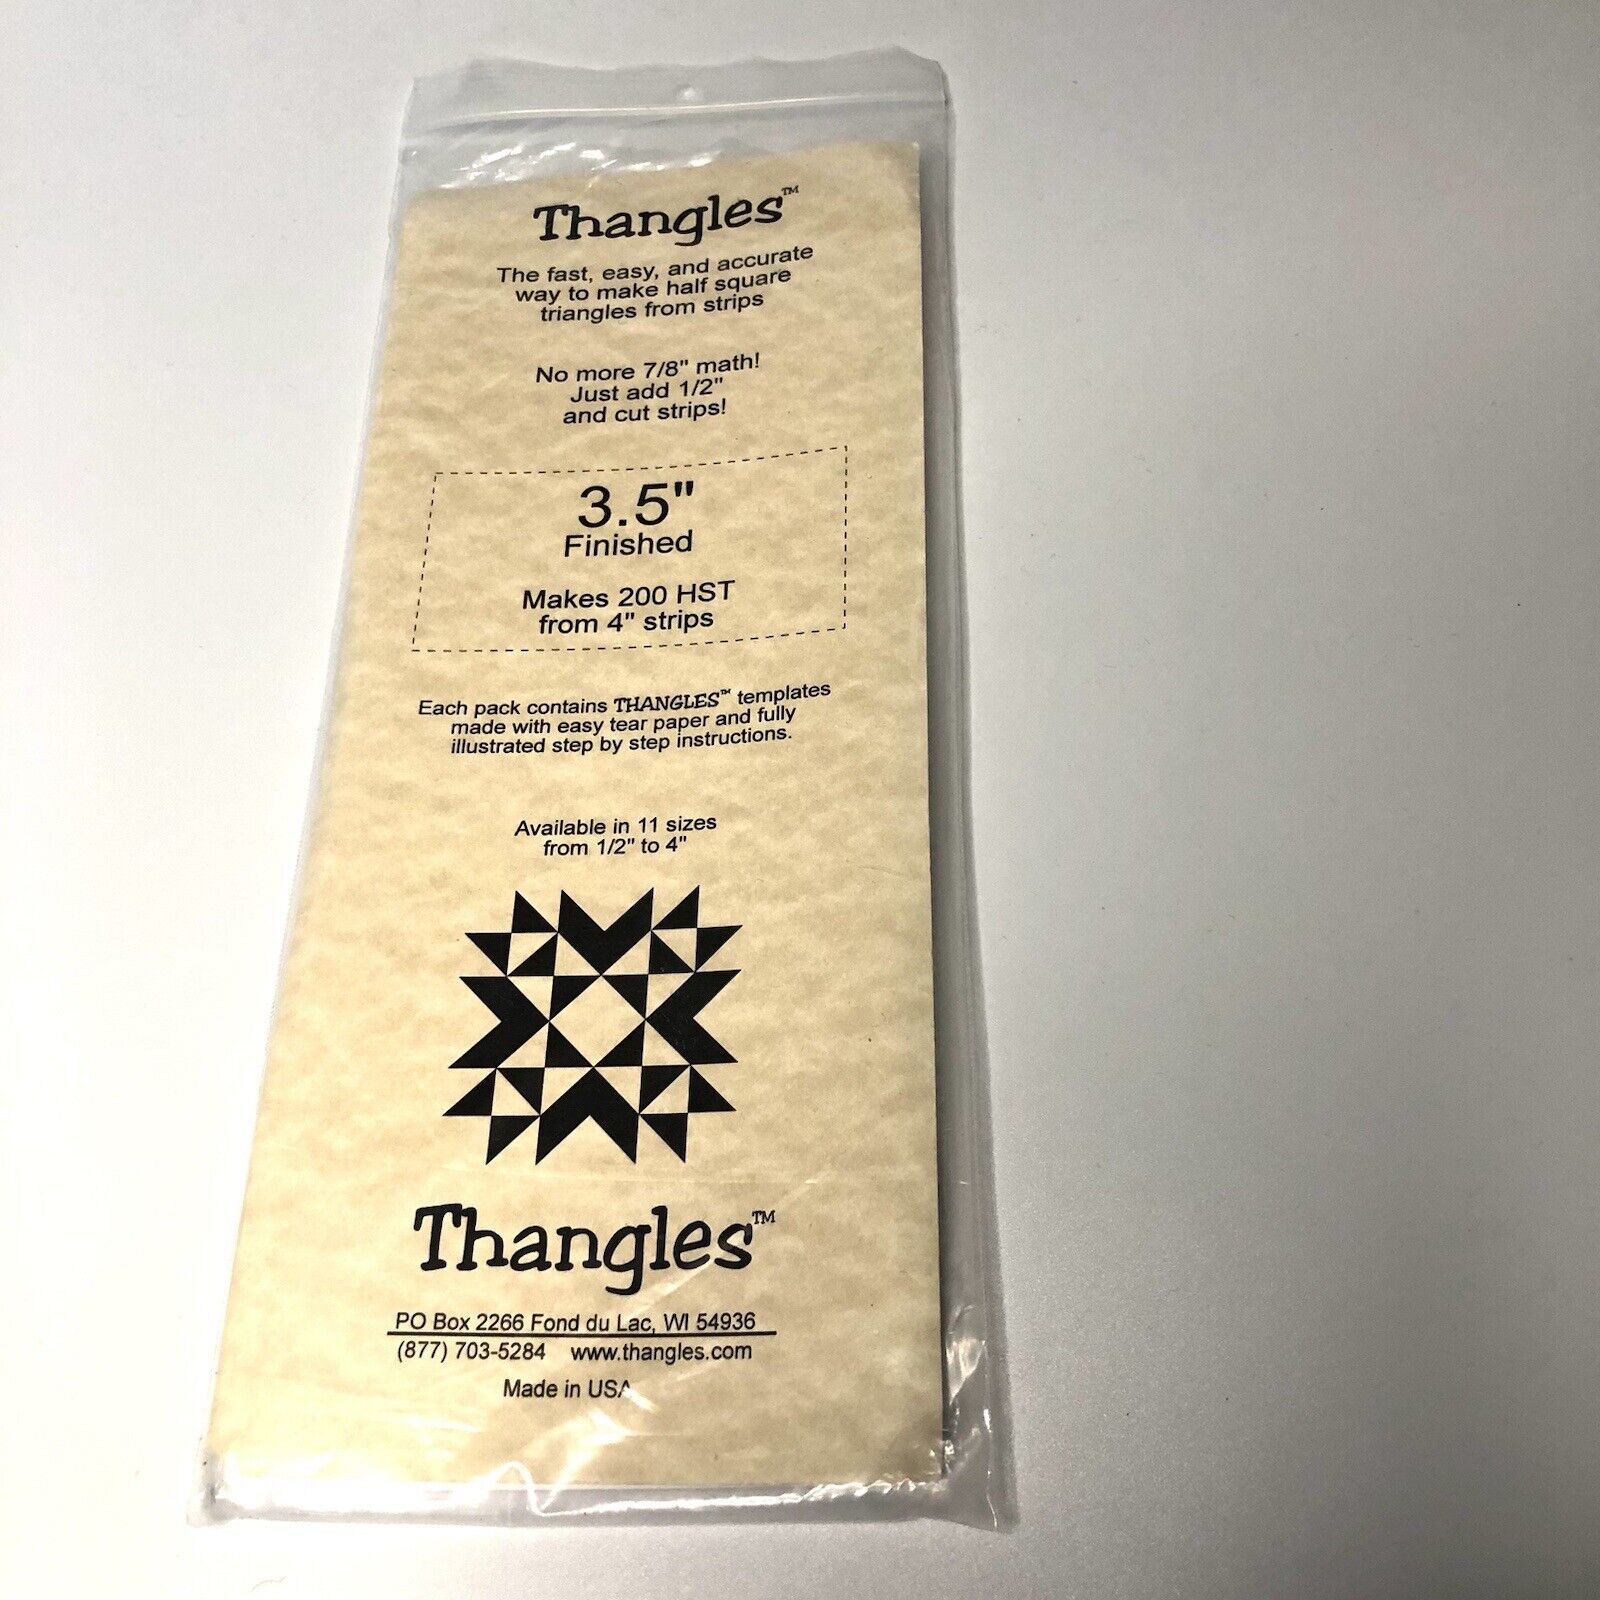 Thangles™
The fast, easy, and accurate
way to make half square
triangles from strips
No more 7/8" math!
Just add 1/2"
and cut strips!
3.5"
Finished
Makes 200 HST
from 4" strips
Each pack contains THANGLES™ templates
made with easy tear paper and fully
illustrated step by step instructions.
Available in 11 sizes
from 1/2" to 4"
Thangles™
PO Box 2266 Fond du Lac, WI 54936
(877) 703-5284 www.thangles.com
Made in USA